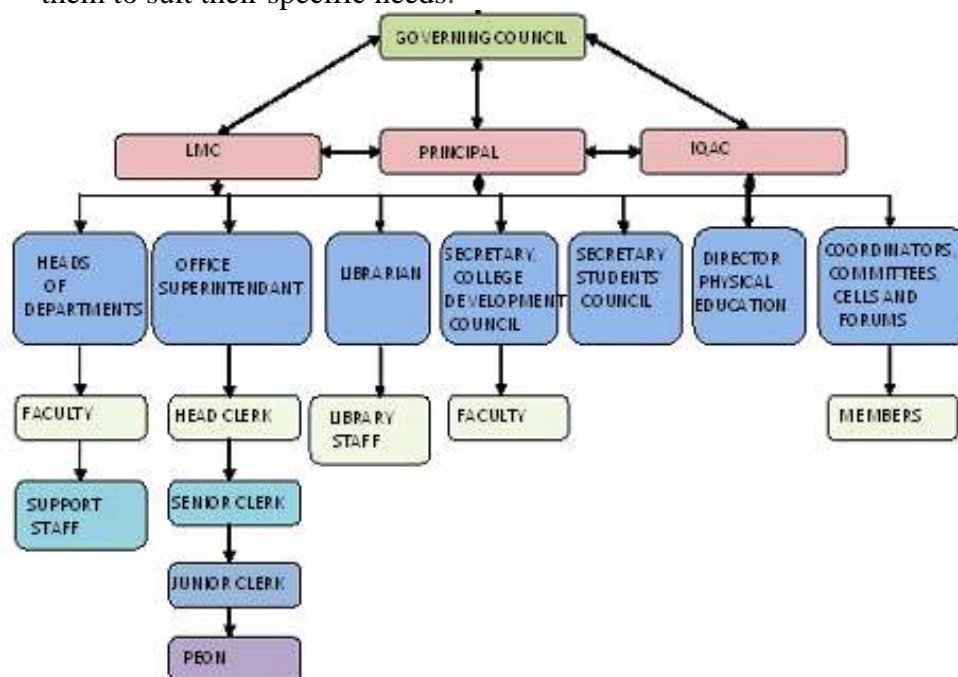 them to suit their specific needs.
GOVERNING COUNCIL
LMC
PRINCIPAL
IQAC
HEADS
OF
DEPARTMENTS
OFFICE
SUPERINTENDANT
LIBRARIAN
SECRETARY,
COLLEGE
DEVELOPMENT
COUNCIL
SECRETARY
STUDENTS'
COUNCIL
DIRECTOR
PHYSICAL
EDUCATION
COORDINATORS,
COMMITTEES,
CELLS AND
FORUMS
FACULTY
HEAD CLERK
LIBRARY
STAFF
FACULTY
MEMBERS
SUPPORT
STAFF
SENIOR CLERK
JUNIOR CLERK
PEON